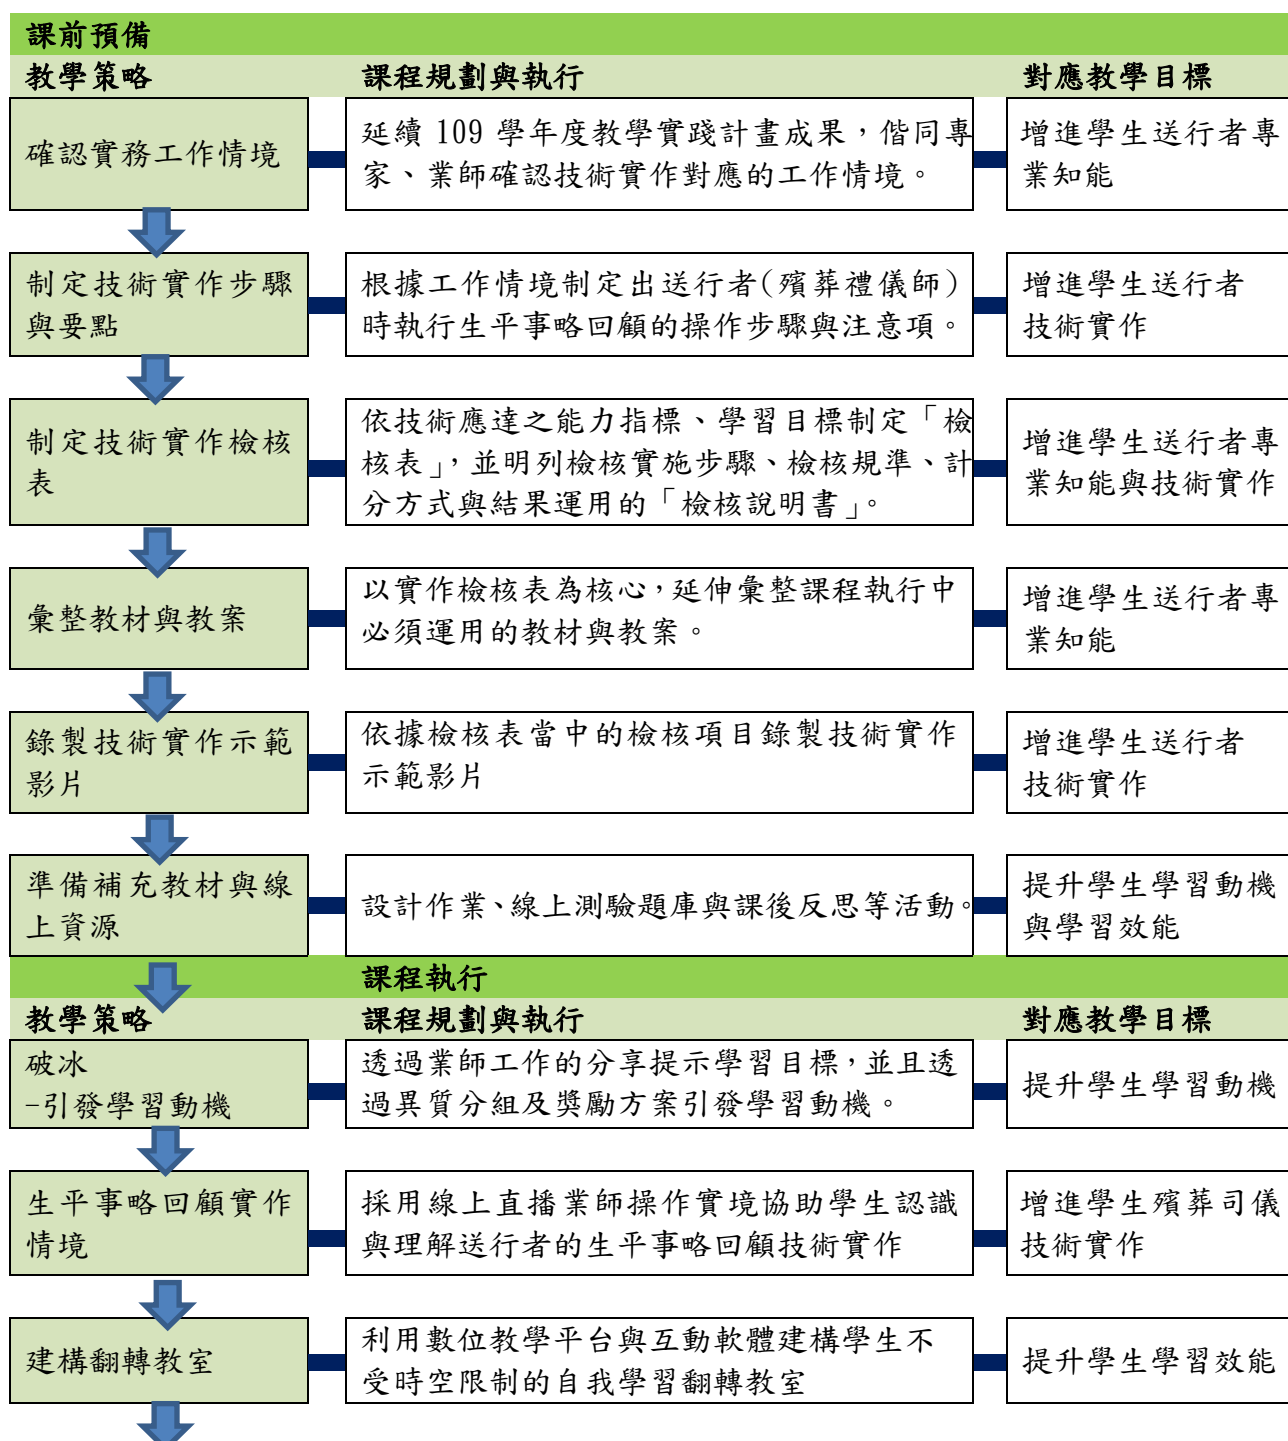 課前預備
教學策略 課程規劃與執行 對應教學目標
確認實務工作情境
延續 109 學年度教學實踐計畫成果，偕同專
家、業師確認技術實作對應的工作情境。
增進學生送行者專
業知能
制定技術實作步驟
與要點
根據工作情境制定出送行者(殯葬禮儀師)
時執行生平事略回顧的操作步驟與注意項。
增進學生送行者
技術實作
制定技術實作檢核
表
依技術應達之能力指標、學習目標制定「檢
核表」，並明列檢核實施步驟、檢核規準、計
分方式與結果運用的「檢核說明書」。
增進學生送行者專
業知能與技術實作
彙整教材與教案
以實作檢核表為核心，延伸彙整課程執行中
必須運用的教材與教案。
增進學生送行者專
業知能
錄製技術實作示範
影片
依據檢核表當中的檢核項目錄製技術實作
示範影片
增進學生送行者
技術實作
準備補充教材與線
上資源
設計作業、線上測驗題庫與課後反思等活動。
提升學生學習動機
與學習效能
課程執行
教學策略 課程規劃與執行 對應教學目標
破冰
-引發學習動機
透過業師工作的分享提示學習目標，並且透
過異質分組及獎勵方案引發學習動機。
提升學生學習動機
生平事略回顧實作
情境
採用線上直播業師操作實境協助學生認識
與理解送行者的生平事略回顧技術實作
增進學生殯葬司儀
技術實作
建構翻轉教室
利用數位教學平台與互動軟體建構學生不
受時空限制的自我學習翻轉教室
提升學生學習效能